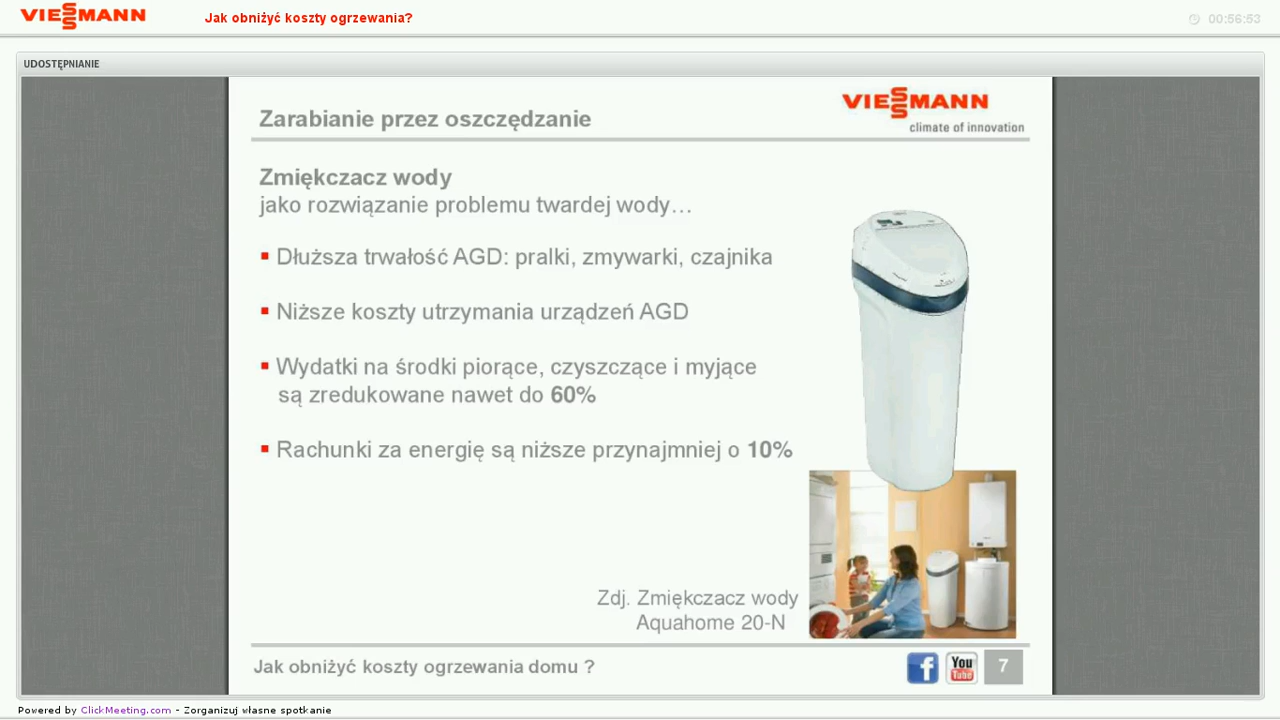 VIESSMANN
Jak obniżyć koszty ogrzewania?
00:56:53
UDOSTĘPNIANIE
Zarabianie przez oszczędzanie
VIESSMANN
climate of innovation
Zmiękczacz wody
jako rozwiązanie problemu twardej wody…
Dłuższa trwałość AGD: pralki, zmywarki, czajnika
Niższe koszty utrzymania urządzeń AGD
Wydatki na środki piorące, czyszczące i myjące
są zredukowane nawet do 60%
Rachunki za energię są niższe przynajmniej o 10%
Zdj. Zmiękczacz wody
Aquahome 20-N
Jak obniżyć koszty ogrzewania domu ?
f
You
Tube
7
Powered by ClickMeeting.com - Zorganizuj własne spotkanie